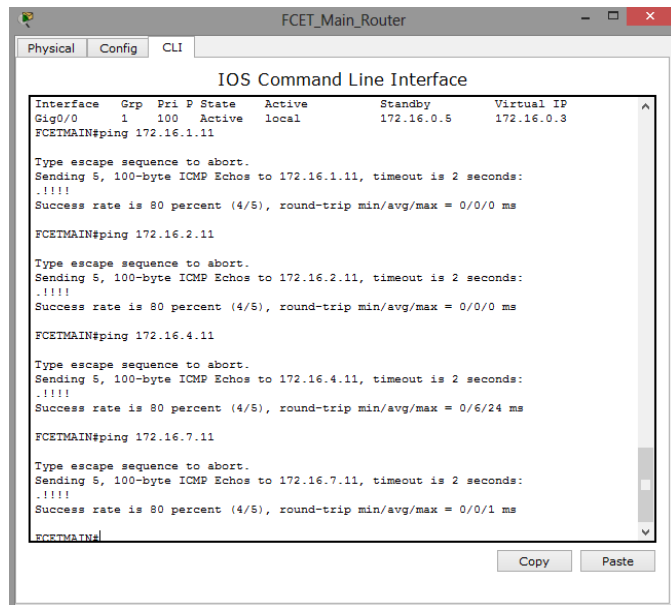 FCET_Main_Router
Physical Config CLI
IOS Command Line Interface
Interface Grp Pri P State Active Standby Virtual IP
Gig0/0 1 100 Active local 172.16.0.5 172.16.0.3
FCETMAIN#ping 172.16.1.11
Type escape sequence to abort.
Sending 5, 100-byte ICMP Echos to 172.16.1.11, timeout is 2 seconds:
.!!!!
Success rate is 80 percent (4/5), round-trip min/avg/max = 0/0/0 ms
FCETMAIN#ping 172.16.2.11
Type escape sequence to abort.
Sending 5, 100-byte ICMP Echos to 172.16.2.11, timeout is 2 seconds:
.!!!!
Success rate is 80 percent (4/5), round-trip min/avg/max = 0/0/0 ms
FCETMAIN#ping 172.16.4.11
Type escape sequence to abort.
Sending 5, 100-byte ICMP Echos to 172.16.4.11, timeout is 2 seconds:
.!!!!
Success rate is 80 percent (4/5), round-trip min/avg/max = 0/6/24 ms
FCETMAIN#ping 172.16.7.11
Type escape sequence to abort.
Sending 5, 100-byte ICMP Echos to 172.16.7.11, timeout is 2 seconds:
.!!!!
Success rate is 80 percent (4/5), round-trip min/avg/max = 0/0/1 ms
FCETMAIN#
Copy Paste